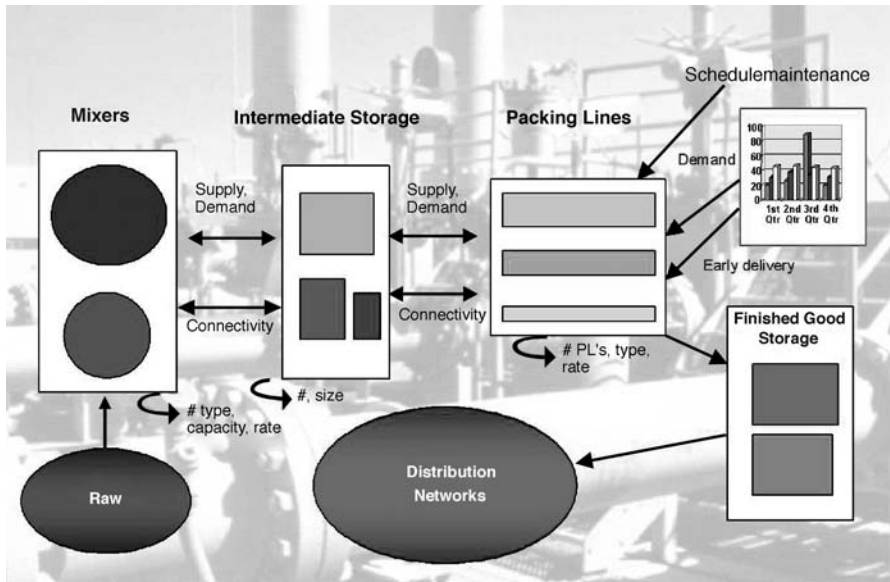 Schedulemaintenance
Mixers
Intermediate Storage
Packing Lines
100
80
60
40
20
0
1st
Qtr
2nd
Qtr
3rd
Qtr
4th
Qtr
Demand
Supply,
Demand
Supply,
Demand
Early delivery
Connectivity
Connectivity
Finished Good
Storage
# PL's, type,
rate
#, size
# type,
capacity, rate
Distribution
Networks
Raw